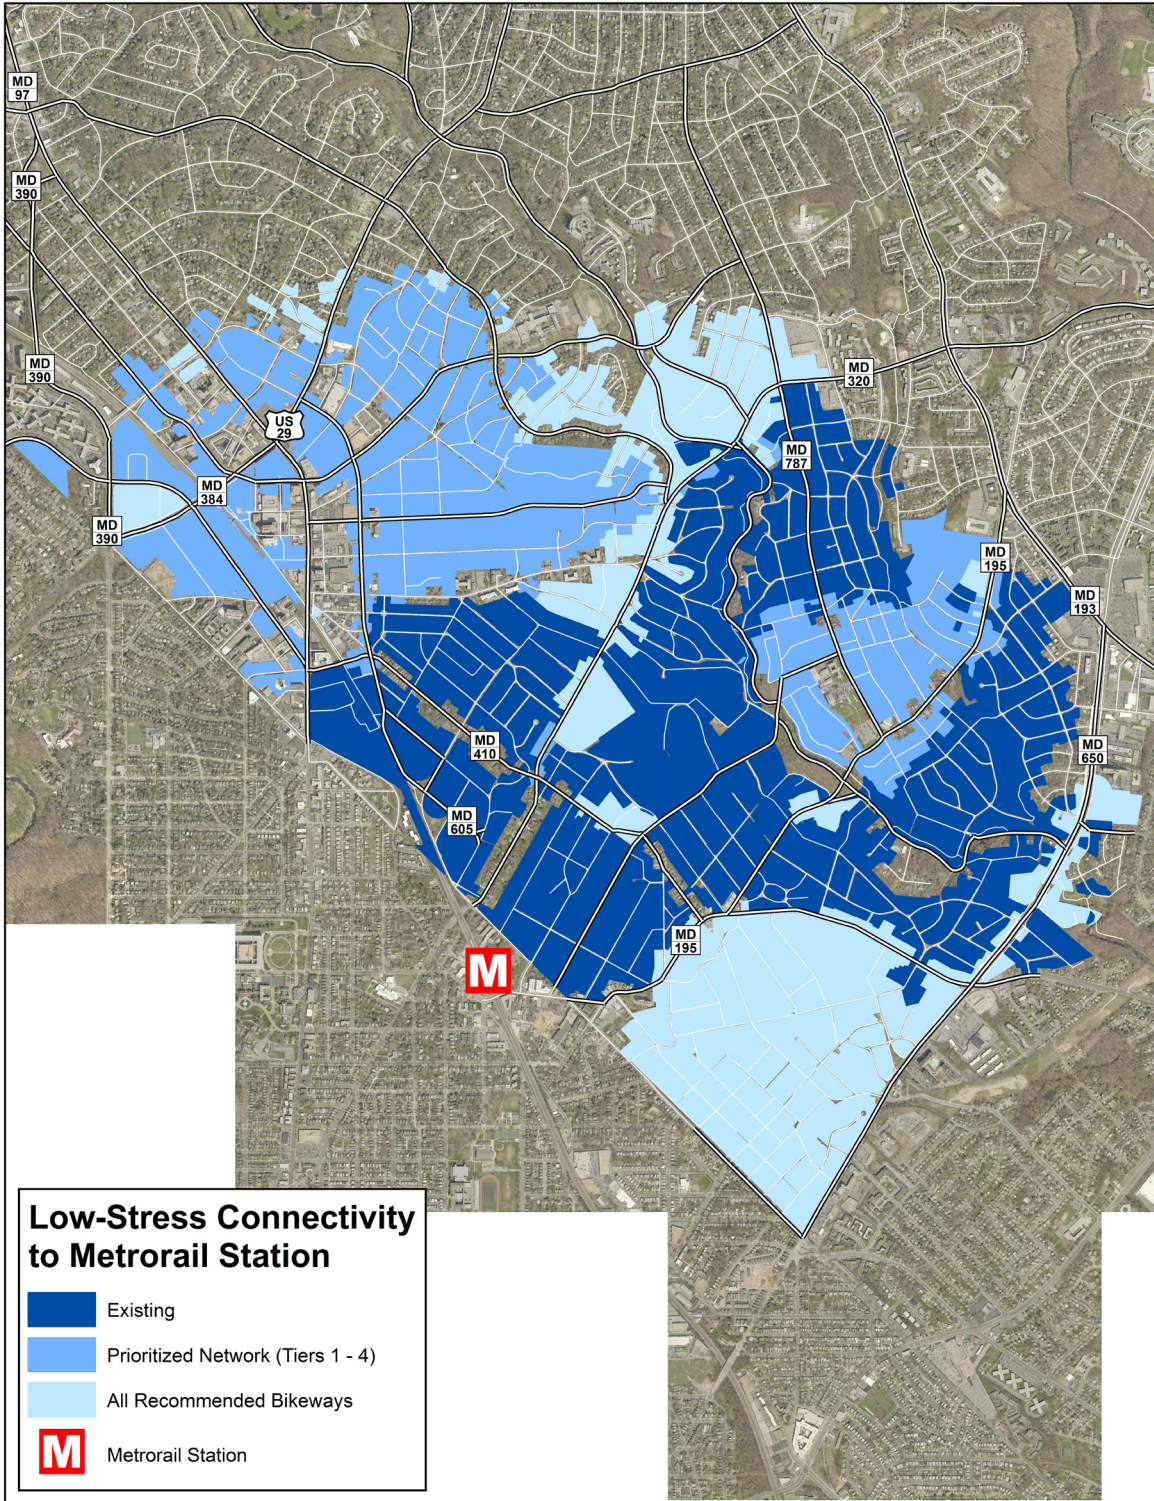 MD
97
MD
390
MD
390
MD
320
US
29
MD
787
MD
384
MD
390
MD
195
MD
193
MD
410
MD
650
MD
605
MD
195
M
Low-Stress Connectivity
to Metrorail Station
Existing
Prioritized Network (Tiers 1 - 4)
All Recommended Bikeways
M
Metrorail Station